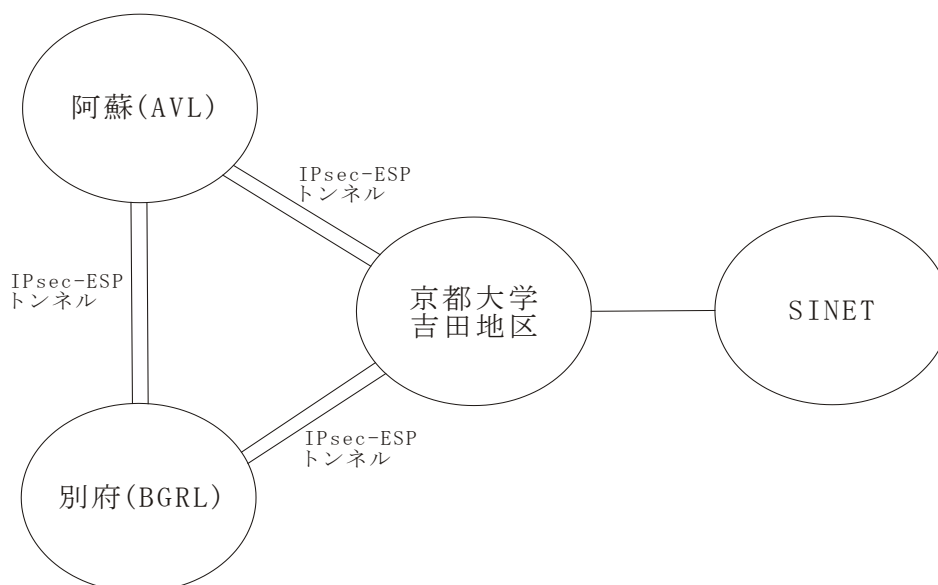 阿蘇(AVL)
IPsec-ESP
トンネル
IPsec-ESP
トンネル
京都大学
吉田地区
SINET
IPsec-ESP
トンネル
別府(BGRL)